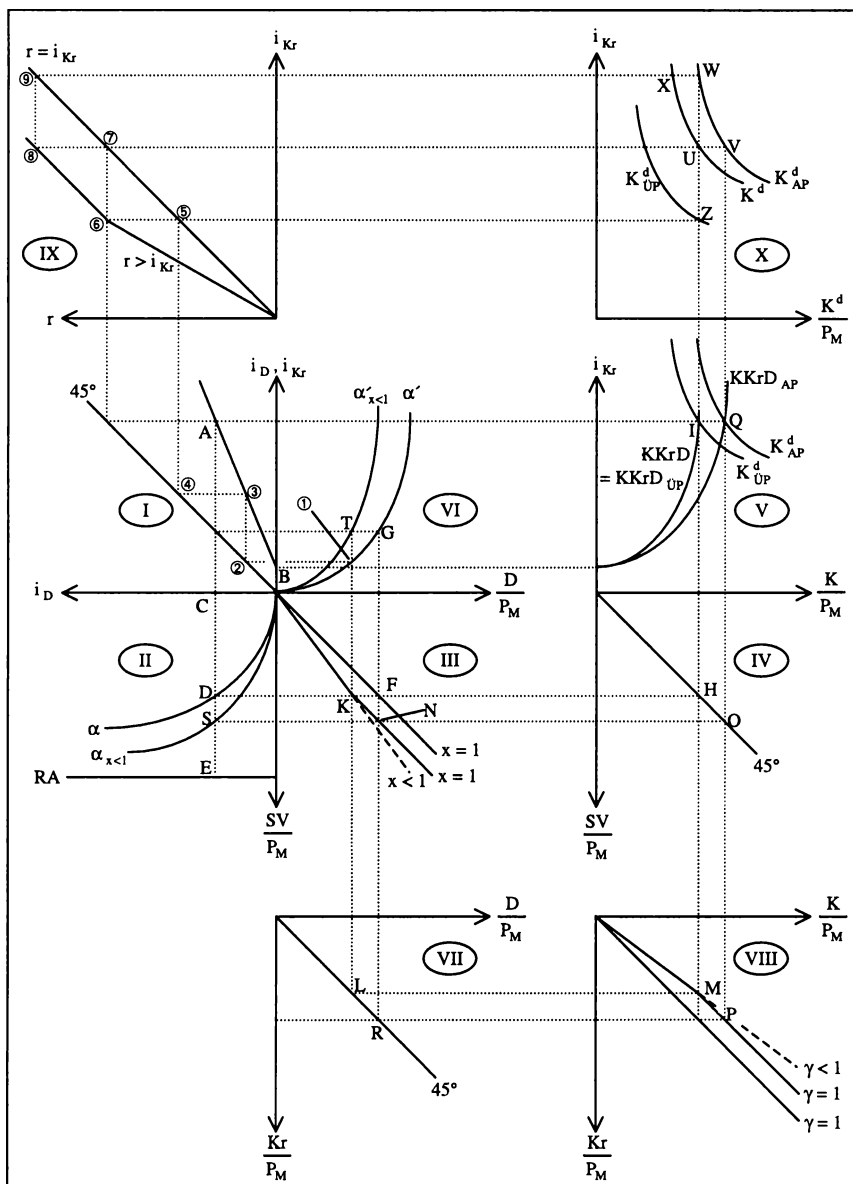 i_Kr
i_Kr
r = i_Kr
⑨
W
X
⑦
⑧
U
V
K^d_ÜP
K^d
K^d_AP
⑤
⑥
Z
IX
r > i_Kr
X
r
K^d
P_M
i_D , i_Kr
i_Kr
45°
α´_x<1
α´
KKrD_AP
A
I
Q
KKrD
K^d_AP
= KKrD_ÜP
K^d_ÜP
④
③
①
I
T
G
VI
V
②
B
i_D
C
D
P_M
K
P_M
II
III
IV
D
K
F
N
H
S
O
α
α_x<1
x = 1
x < 1
x = 1
45°
RA
E
SV
P_M
SV
P_M
D
P_M
K
P_M
VII
VIII
L
M
R
P
γ < 1
45°
γ = 1
γ = 1
Kr
P_M
Kr
P_M